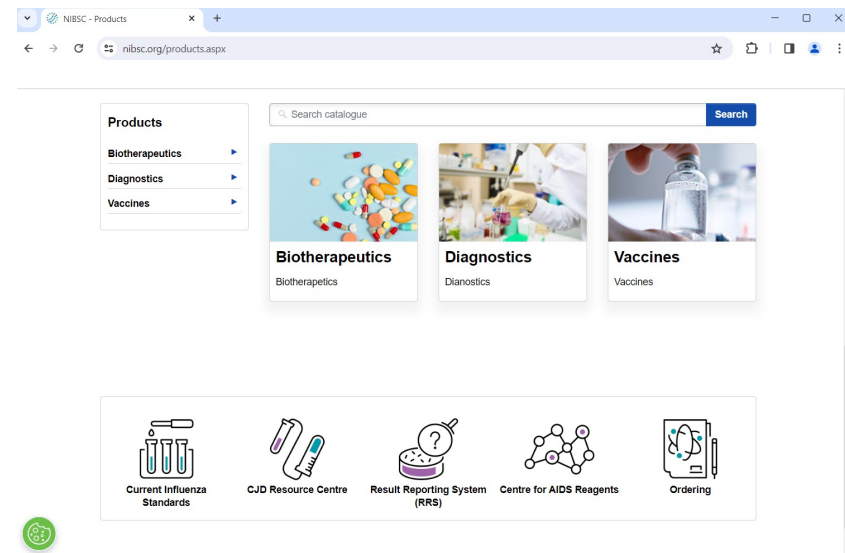 NIBSC - Products
nibsc.org/products.aspx
Products
Biotherapeutics
Diagnostics
Vaccines
Search catalogue
Search
Biotherapeutics
Biotherapetics
Diagnostics
Dianostics
Vaccines
Vaccines
Current Influenza
Standards
CJD Resource Centre
Result Reporting System
(RRS)
Centre for AIDS Reagents
Ordering